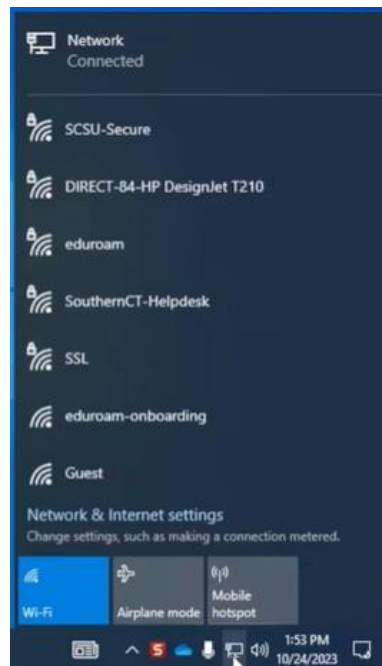 Network
Connected
SCSU-Secure
DIRECT-84-HP DesignJet T210
eduroam
SouthernCT-Helpdesk
SSL
eduroam-onboarding
Guest
Network & Internet settings
Change settings, such as making a connection metered.
Wi-Fi
Airplane mode
Mobile
hotspot
S
1:53 PM
10/24/2023